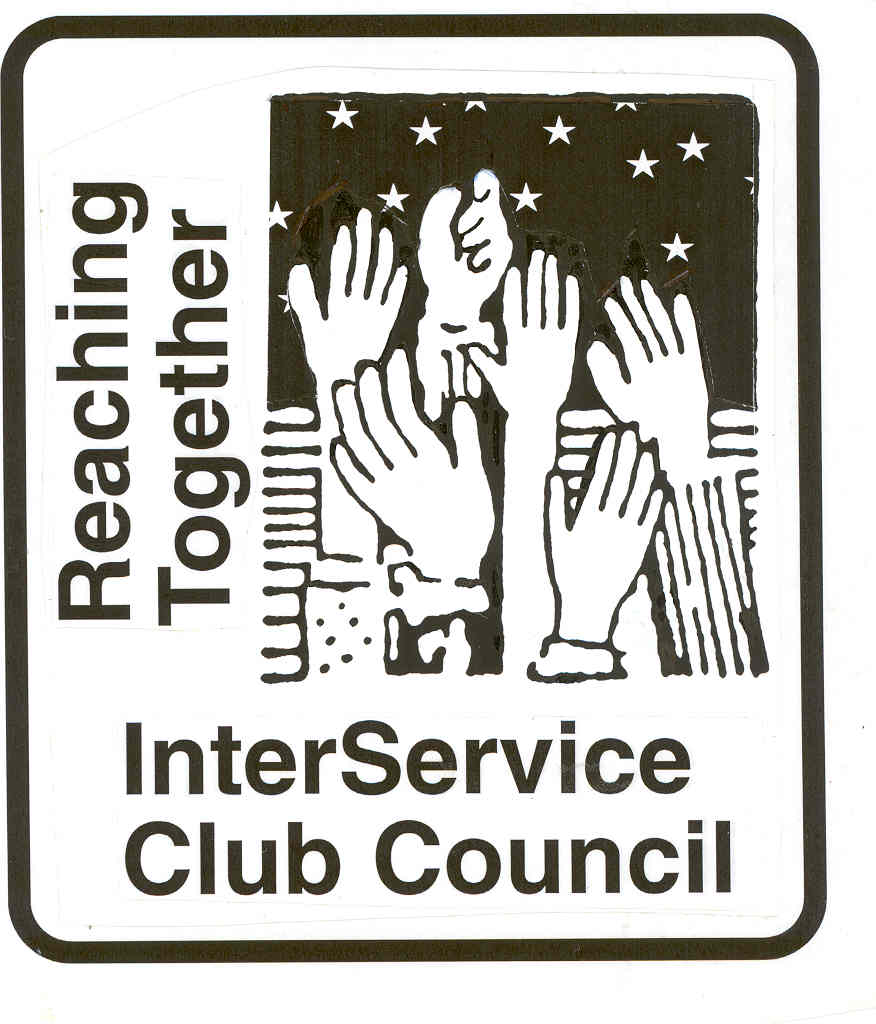 Reaching
Together
InterService
Club Council